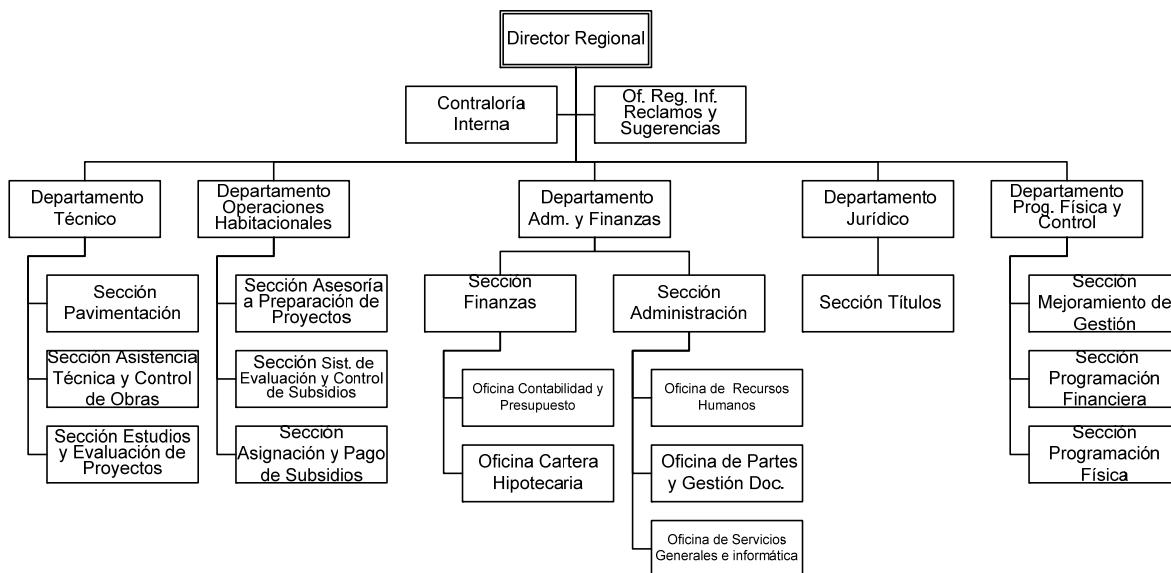 Director Regional
Contraloría
Interna
Of. Reg. Inf.
Reclamos y
Sugerencias
Departamento
Técnico
Departamento
Operaciones
Habitacionales
Departamento
Adm. y Finanzas
Departamento
Jurídico
Departamento
Prog. Física y
Control
Sección
Pavimentación
Sección Asistencia
Técnica y Control
de Obras
Sección Estudios
y Evaluación de
Proyectos
Sección Asesoría
a Preparación de
Proyectos
Sección Sist. de
Evaluación y Control
de Subsidios
Sección
Asignación y Pago
de Subsidios
Sección
Finanzas
Oficina Contabilidad y
Presupuesto
Oficina Cartera
Hipotecaria
Sección
Administración
Oficina de Recursos
Humanos
Oficina de Partes
y Gestión Doc.
Oficina de Servicios
Generales e informática
Sección Títulos
Sección
Mejoramiento de
Gestión
Sección
Programación
Financiera
Sección
Programación
Física